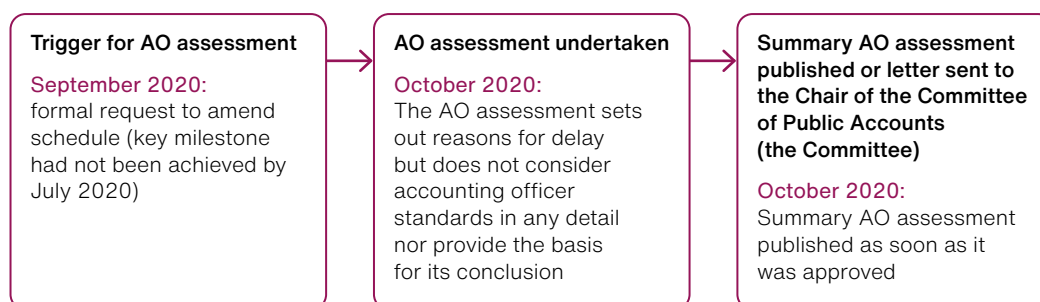 Trigger for AO assessment
September 2020:
formal request to amend
schedule (key milestone
had not been achieved by
July 2020)
AO assessment undertaken
October 2020:
The AO assessment sets
out reasons for delay
but does not consider
accounting officer
standards in any detail
nor provide the basis
for its conclusion
Summary AO assessment
published or letter sent to
the Chair of the Committee
of Public Accounts
(the Committee)
October 2020:
Summary AO assessment
published as soon as it
was approved